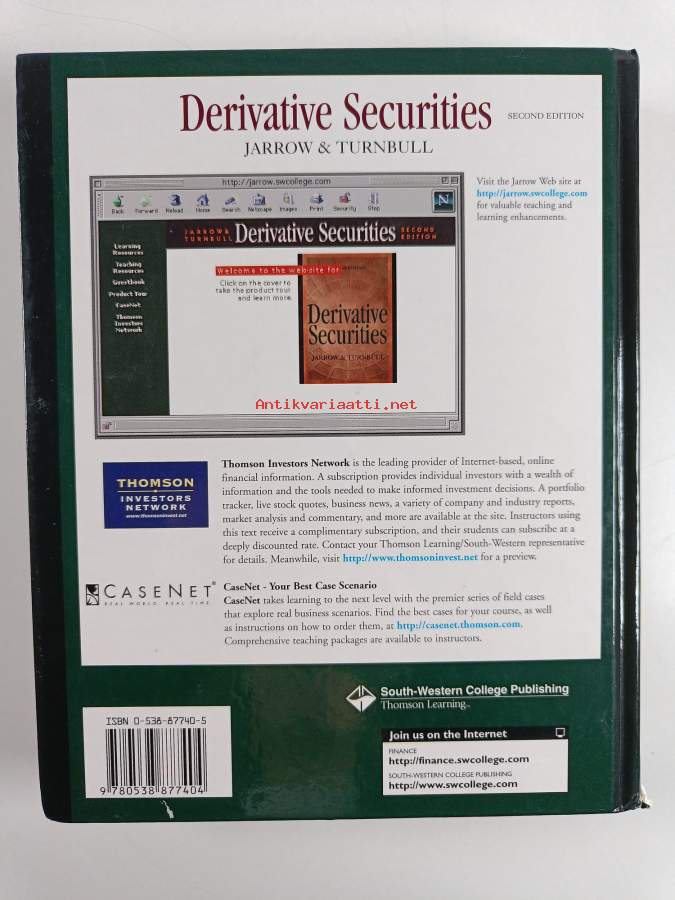 Derivative Securities SECOND EDITION
JARROW & TURNBULL
http://jarrow.swcollege.com
Back Forward Reload Home Search Netscape Images Print Security Stop
N
JARROW & TURNBULL Derivative Securities SECOND EDITION
Learning Resources
Teaching Resources
Guestbook
Product Tour
CaseNet
Thomson Investors Network
Welcome to the web site for
Click on the cover to
take the product tour
and learn more.
Derivative
Securities
JARROW & TURNBULL
Visit the Jarrow Web site at
http://jarrow.swcollege.com
for valuable teaching and
learning enhancements.
Antikvariaatti.net
THOMSON
INVESTORS
NETWORK
www.thomsoninvest.net
Thomson Investors Network is the leading provider of Internet-based, online
financial information. A subscription provides individual investors with a wealth of
information and the tools needed to make informed investment decisions. A portfolio
tracker, live stock quotes, business news, a variety of company and industry reports,
market analysis and commentary, and more are available at the site. Instructors using
this text receive a complimentary subscription, and their students can subscribe at a
deeply discounted rate. Contact your Thomson Learning/South-Western representative
for details. Meanwhile, visit http://www.thomsoninvest.net for a preview.
CASENET®
REAL WORLD. REAL TIME.
CaseNet - Your Best Case Scenario
CaseNet takes learning to the next level with the premier series of field cases
that explore real business scenarios. Find the best cases for your course, as well
as instructions on how to order them, at http://casenet.thomson.com.
Comprehensive teaching packages are available to instructors.
South-Western College Publishing
Thomson Learning™
ISBN 0-538-87740-5
9 780538 877404
Join us on the Internet
FINANCE
http://finance.swcollege.com
SOUTH-WESTERN COLLEGE PUBLISHING
http://www.swcollege.com